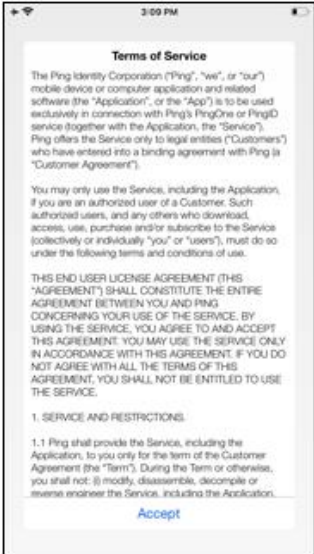 3:09 PM
Terms of Service
The Ping Identity Corporation ("Ping", "we", or "our")
mobile device or computer application and related
software (the "Application", or the "App") is to be used
exclusively in connection with Ping's PingOne or PingID
service (together with the Application, the "Service").
Ping offers the Service only to legal entities ("Customers")
who have entered into a binding agreement with Ping (a
"Customer Agreement").
You may only use the Service, including the Application,
if you are an authorized user of a Customer. Such
authorized users, and any others who download,
access, use, purchase and/or subscribe to the Service
(collectively or individually "you" or "users"), must do so
under the following terms and conditions of use.
THIS END USER LICENSE AGREEMENT (THIS
"AGREEMENT") SHALL CONSTITUTE THE ENTIRE
AGREEMENT BETWEEN YOU AND PING
CONCERNING YOUR USE OF THE SERVICE. BY
USING THE SERVICE, YOU AGREE TO AND ACCEPT
THIS AGREEMENT. YOU MAY USE THE SERVICE ONLY
IN ACCORDANCE WITH THIS AGREEMENT. IF YOU DO
NOT AGREE WITH ALL THE TERMS OF THIS
AGREEMENT, YOU SHALL NOT BE ENTITLED TO USE
THE SERVICE.
1. SERVICE AND RESTRICTIONS.
1.1 Ping shall provide the Service, including the
Application, to you only for the term of the Customer
Agreement (the "Term"). During the Term or otherwise,
you shall not: (i) modify, disassemble, decompile or
reverse engineer the Service, including the Application,
Accept